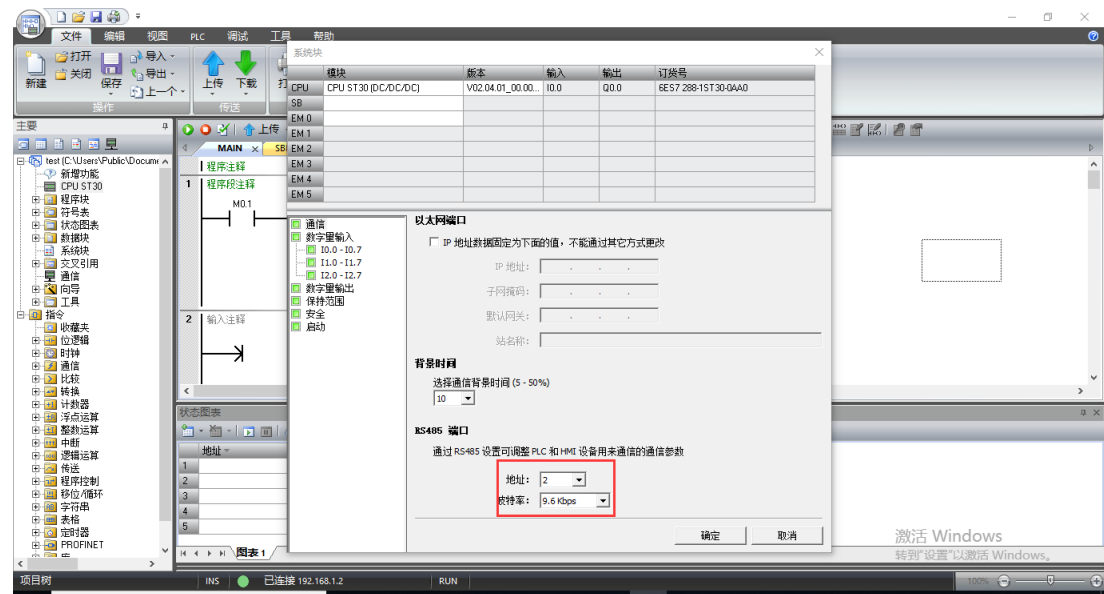 文件 编辑 视图 PLC 调试 工具 帮助
新建 打开 关闭 保存 导入 导出 上一个 上传 下载
操作 传送
主要
test (C:\Users\Public\Docume
新增功能
CPU ST30
程序块
符号表
状态图表
数据块
系统块
交叉引用
通信
向导
工具
指令
收藏夹
位逻辑
时钟
通信
比较
转换
计数器
浮点运算
整数运算
中断
逻辑运算
传送
程序控制
移位/循环
字符串
表格
定时器
PROFINET
库
项目树
上传
MAIN
程序注释
1 程序段注释
M0.1
2 输入注释
状态图表
地址
1
2
3
4
5
图表 1
系统块
模块 版本 输入 输出 订货号
CPU CPU ST30 (DC/DC/DC) V02.04.01_00.00... I0.0 Q0.0 6ES7 288-1ST30-0AA0
SB
EM 0
EM 1
EM 2
EM 3
EM 4
EM 5
通信
数字量输入
I0.0 - I0.7
I1.0 - I1.7
I2.0 - I2.7
数字量输出
保持范围
安全
启动
以太网端口
IP 地址数据固定为下面的值，不能通过其它方式更改
IP 地址:
子网掩码:
默认网关:
站名称:
背景时间
选择通信背景时间 (5 - 50%)
10
RS485 端口
通过 RS485 设置可调整 PLC 和 HMI 设备用来通信的通信参数
地址: 2
波特率: 9.6 Kbps
确定 取消
激活 Windows
转到"设置"以激活 Windows。
INS 已连接 192.168.1.2 RUN 100%